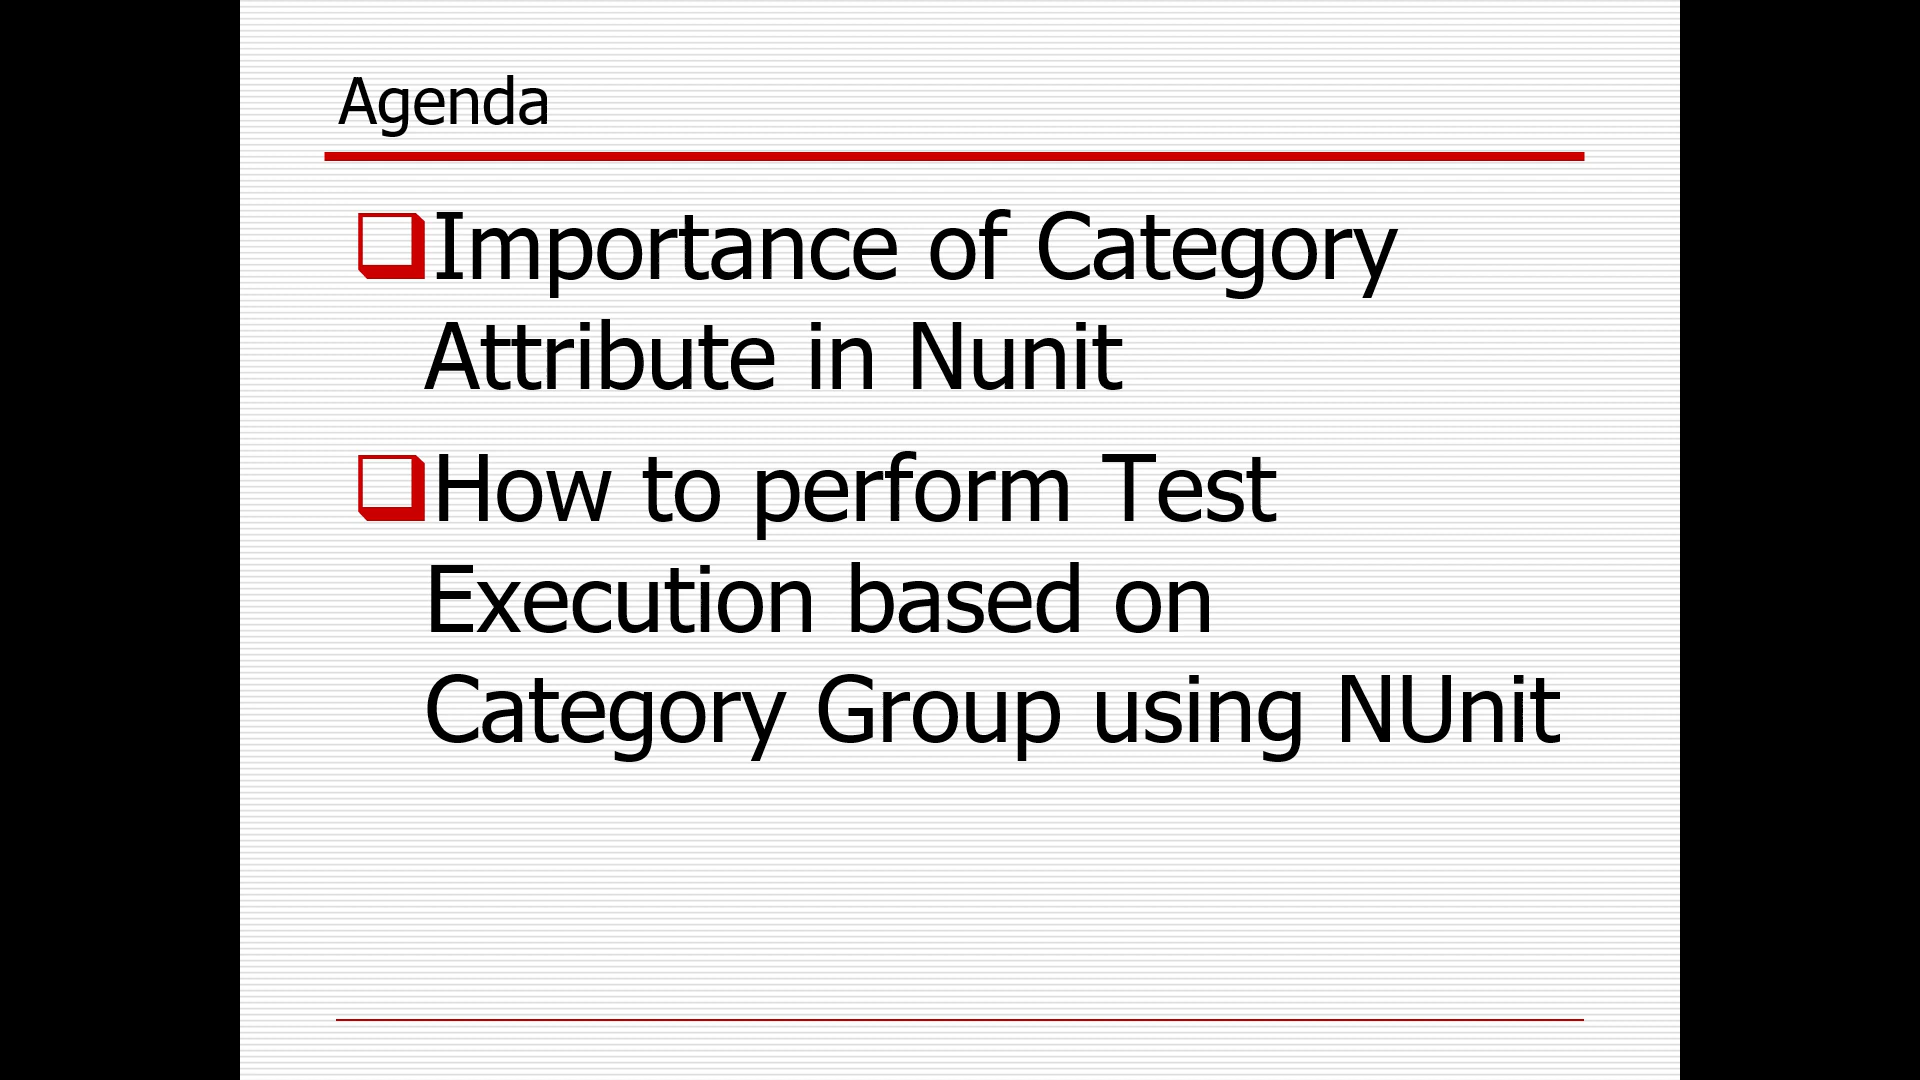 Agenda
Importance of Category
Attribute in Nunit
How to perform Test
Execution based on
Category Group using NUnit